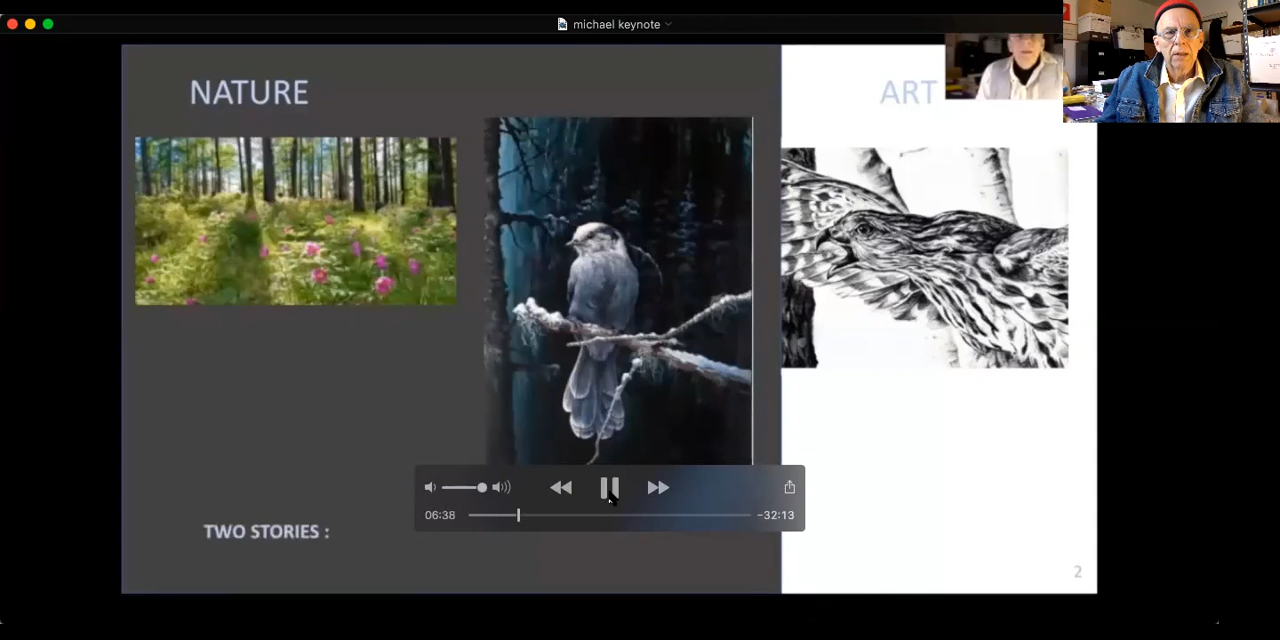 michael keynote
NATURE
ART
TWO STORIES :
06:38
-32:13
2